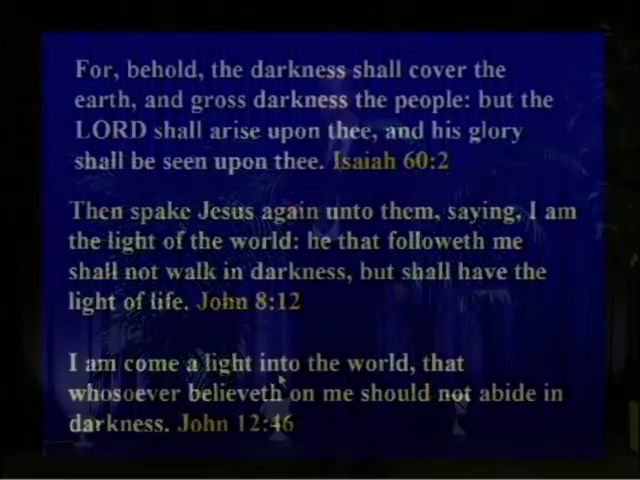 For, behold, the darkness shall cover the
earth, and gross darkness the people: but the
LORD shall arise upon thee, and his glory
shall be seen upon thee. Isaiah 60:2
Then spake Jesus again unto them, saying, I am
the light of the world: he that followeth me
shall not walk in darkness, but shall have the
light of life. John 8:12
I am come a light into the world, that
whosoever believeth on me should not abide in
darkness. John 12:46